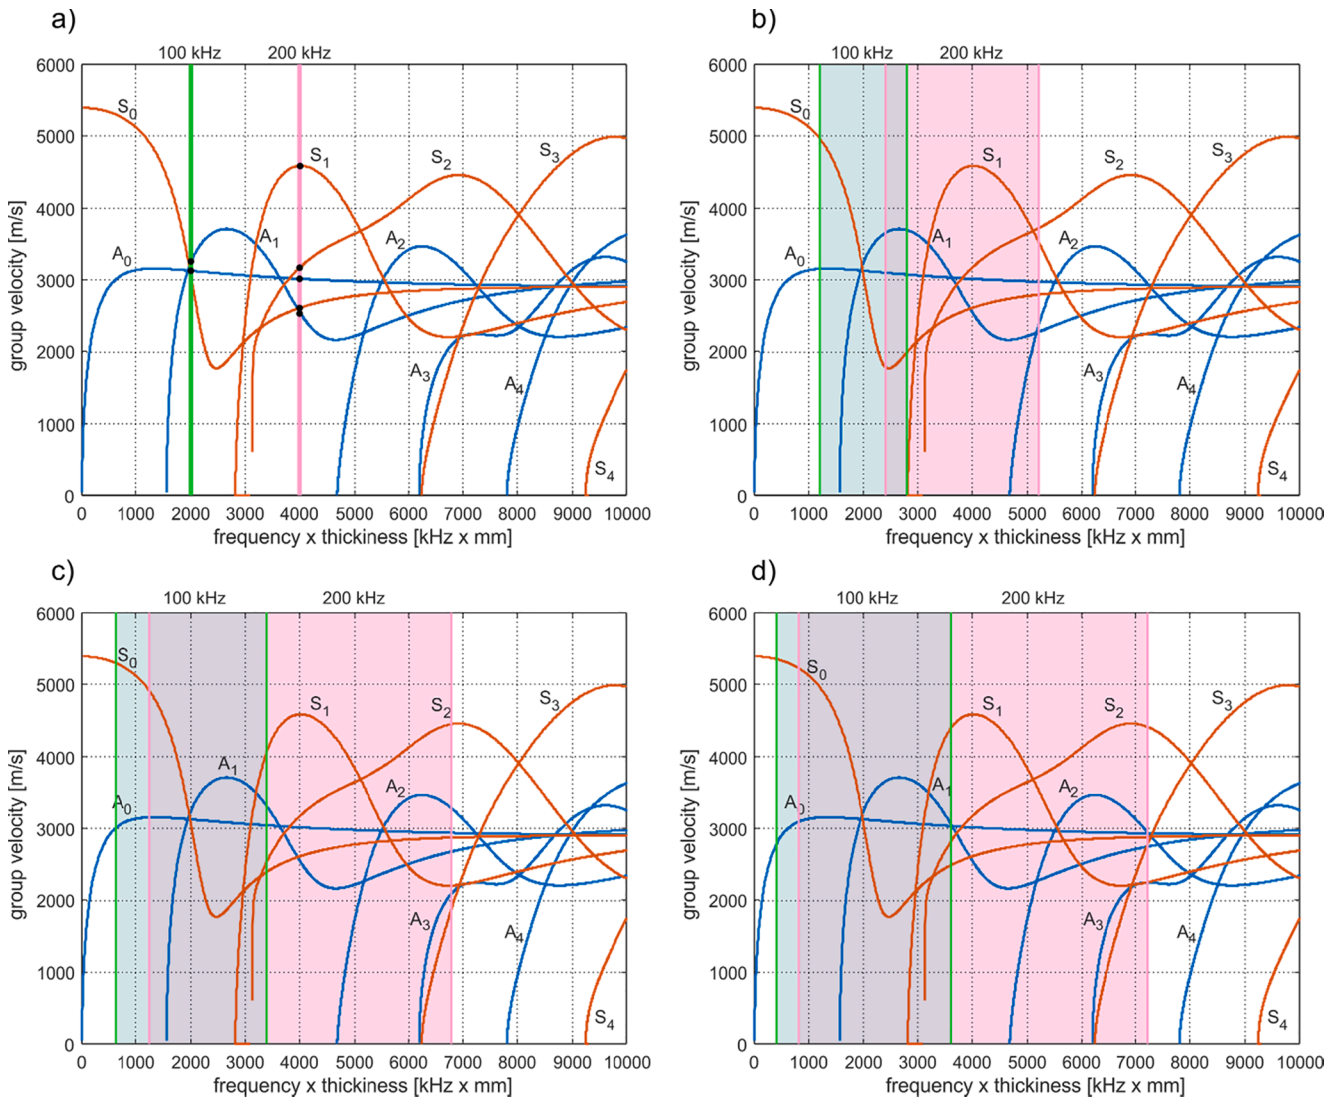 a)
100 kHz 200 kHz
6000
5000
4000
3000
2000
1000
0
group velocity [m/s]
S0
A0
A1
S1
S2
A2
S3
A3
A4
S4
0 1000 2000 3000 4000 5000 6000 7000 8000 9000 10000
frequency x thickiness [kHz x mm]
b)
100 kHz 200 kHz
6000
5000
4000
3000
2000
1000
0
group velocity [m/s]
S0
A0
A1
S1
S2
A2
S3
A3
A4
S4
0 1000 2000 3000 4000 5000 6000 7000 8000 9000 10000
frequency x thickiness [kHz x mm]
c)
100 kHz 200 kHz
6000
5000
4000
3000
2000
1000
0
group velocity [m/s]
S0
A0
A1
S1
S2
A2
S3
A3
A4
S4
0 1000 2000 3000 4000 5000 6000 7000 8000 9000 10000
frequency x thickiness [kHz x mm]
d)
100 kHz 200 kHz
6000
5000
4000
3000
2000
1000
0
group velocity [m/s]
S0
A0
A1
S1
S2
A2
S3
A3
A4
S4
0 1000 2000 3000 4000 5000 6000 7000 8000 9000 10000
frequency x thickiness [kHz x mm]